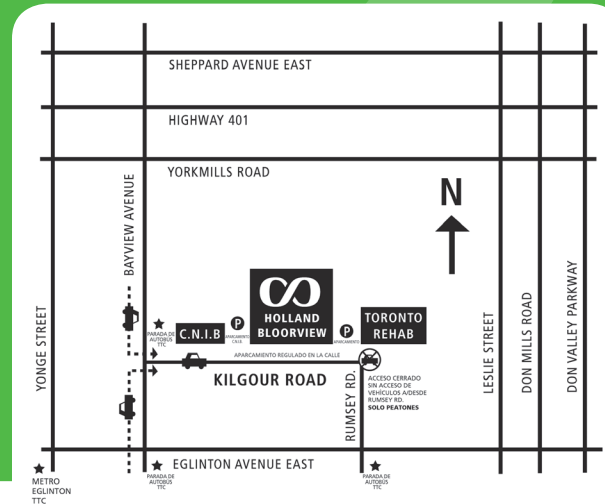 SHEPPARD AVENUE EAST
HIGHWAY 401
YORKMILLS ROAD
BAYVIEW AVENUE
N
HOLLAND
BLOORVIEW
C.N.I.B
P
APARCAMIENTO
P
APARCAMIENTO
TORONTO
REHAB
PARADA DE
AUTOBÚS
TTC
APARCAMIENTO REGULADO EN LA CALLE
KILGOUR ROAD
RUMSEY RD.
ACCESO CERRADO
SIN ACCESO DE
VEHÍCULOS A/DESDE
RUMSEY RD.
SOLO PEATONES
YONGE STREET
LESLIE STREET
DON MILLS ROAD
DON VALLEY PARKWAY
EGLINTON AVENUE EAST
METRO
EGLINTON
TTC
PARADA DE
AUTOBÚS
TTC
PARADA DE
AUTOBÚS
TTC